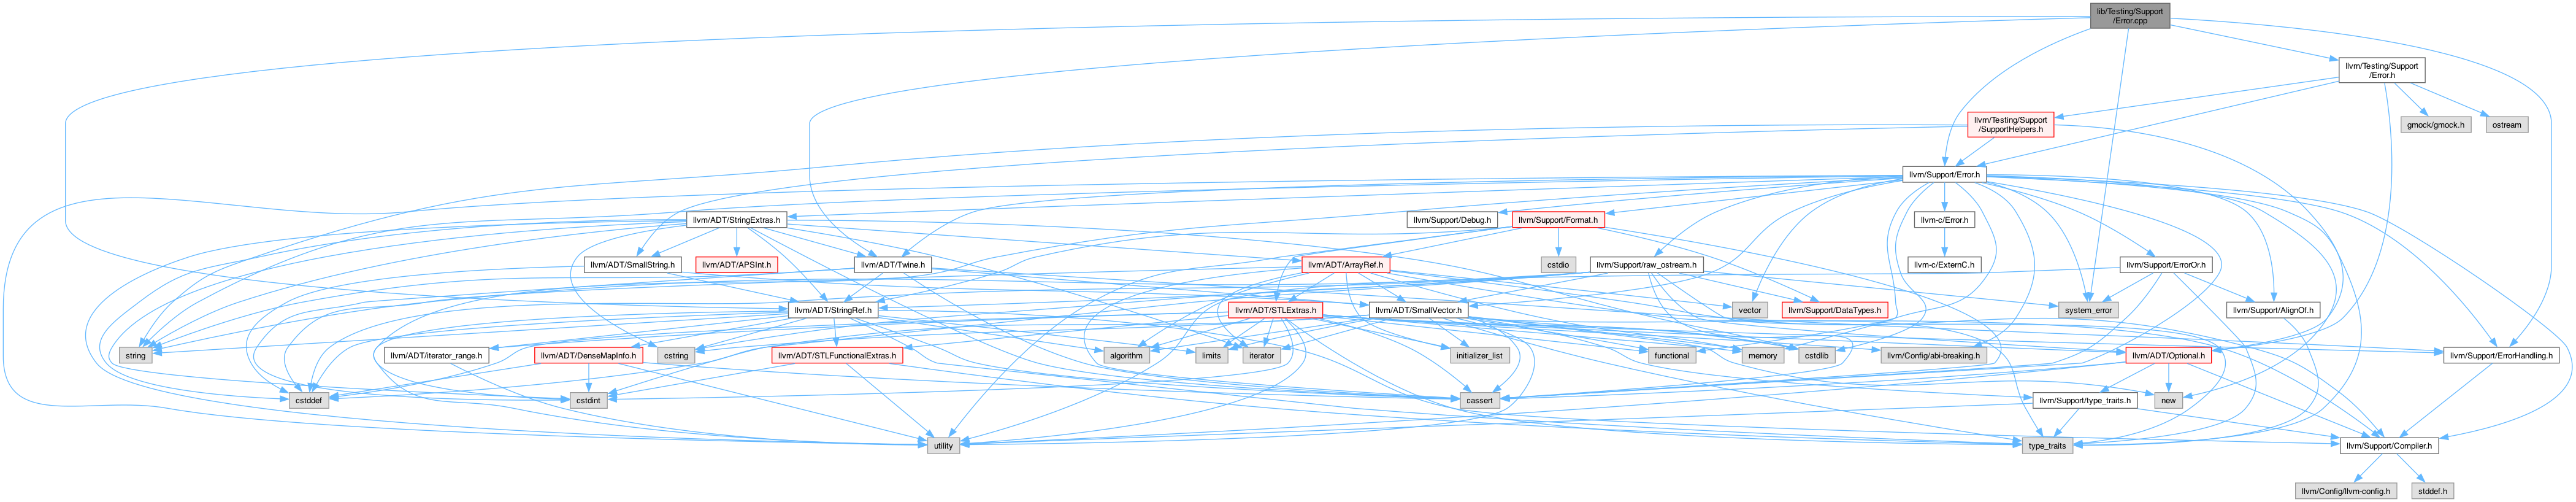 lib/Testing/Support
/Error.cpp
llvm/Testing/Support
/Error.h
llvm/Testing/Support
/SupportHelpers.h
gmock/gmock.h
ostream
llvm/Support/Error.h
llvm/ADT/StringExtras.h
llvm/Support/Debug.h
llvm/Support/Format.h
llvm-c/Error.h
llvm/ADT/SmallString.h
llvm/ADT/APSInt.h
llvm/ADT/Twine.h
cstdio
llvm/ADT/ArrayRef.h
llvm/Support/raw_ostream.h
llvm-c/ExternC.h
llvm/Support/ErrorOr.h
llvm/ADT/StringRef.h
llvm/ADT/STLExtras.h
llvm/ADT/SmallVector.h
vector
llvm/Support/DataTypes.h
system_error
llvm/Support/AlignOf.h
string
llvm/ADT/iterator_range.h
llvm/ADT/DenseMapInfo.h
cstring
llvm/ADT/STLFunctionalExtras.h
algorithm
limits
iterator
initializer_list
functional
memory
cstdlib
llvm/Config/abi-breaking.h
llvm/ADT/Optional.h
llvm/Support/ErrorHandling.h
cstddef
cstdint
cassert
llvm/Support/type_traits.h
new
utility
type_traits
llvm/Support/Compiler.h
llvm/Config/llvm-config.h
stddef.h